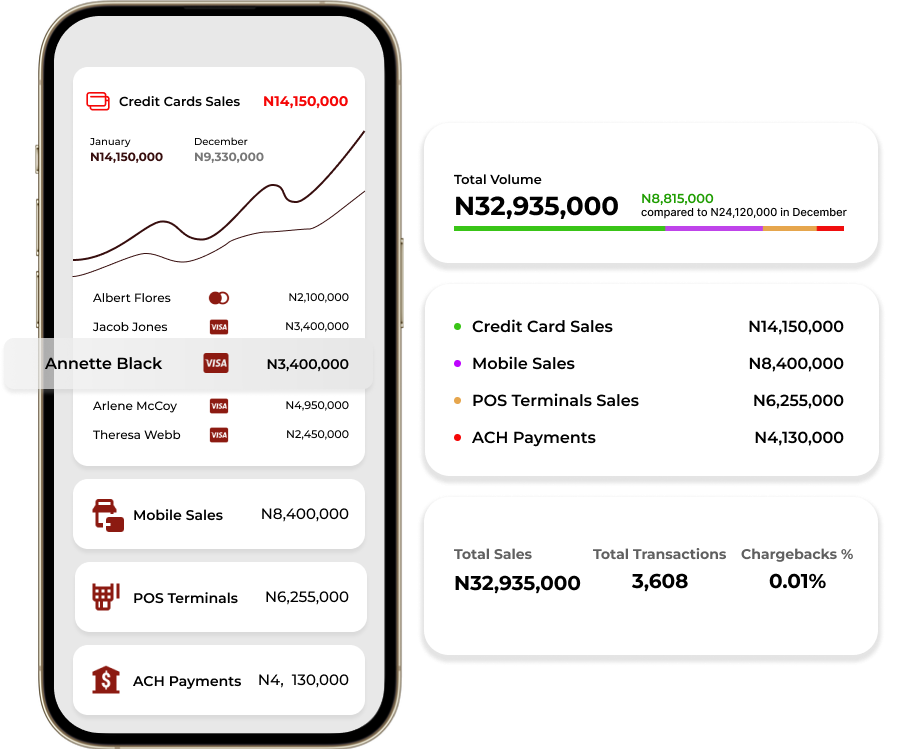 Credit Cards Sales N14,150,000
January December
N14,150,000 N9,330,000
Albert Flores N2,100,000
Jacob Jones VISA N3,400,000
Annette Black VISA N3,400,000
Arlene McCoy VISA N4,950,000
Theresa Webb VISA N2,450,000
Mobile Sales N8,400,000
POS Terminals N6,255,000
$ ACH Payments N4, 130,000
Total Volume
N32,935,000 N8,815,000
compared to N24,120,000 in December
Credit Card Sales N14,150,000
Mobile Sales N8,400,000
POS Terminals Sales N6,255,000
ACH Payments N4,130,000
Total Sales Total Transactions Chargebacks %
N32,935,000 3,608 0.01%